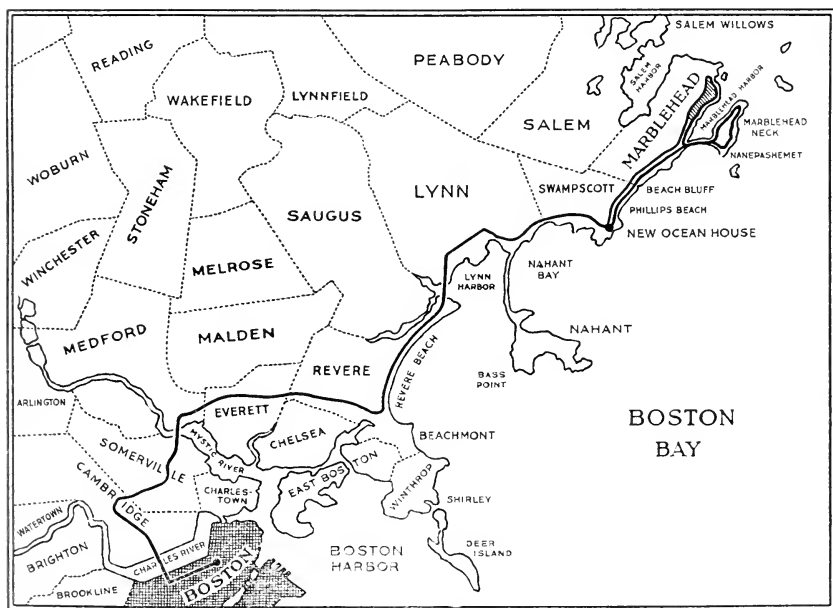 SALEM WILLOWS
READING
PEABODY
WAKEFIELD
LYNNFIELD
SALEM
HARBOR
MARBLEHEAD
MARBLEHEAD HARBOR
SALEM
MARBLEHEAD
NECK
WOBURN
STONEHAM
NANEPASHEMET
LYNN
SWAMPSCOTT
BEACH BLUFF
SAUGUS
PHILLIPS BEACH
NEW OCEAN HOUSE
WINCHESTER
MELROSE
NAHANT
BAY
LYNN
HARBOR
MEDFORD
MALDEN
NAHANT
REVERE
REVERE BEACH
BASS
POINT
ARLINGTON
EVERETT
BOSTON
BAY
CHELSEA
BEACHMONT
SOMERVILLE
MYSTIC RIVER
EAST BOSTON
WINTHROP
CAMBRIDGE
CHARLES-
TOWN
SHIRLEY
WATERTOWN
BRIGHTON
CHARLES RIVER
BOSTON
HARBOR
DEER
ISLAND
BOSTON
BROOKLINE